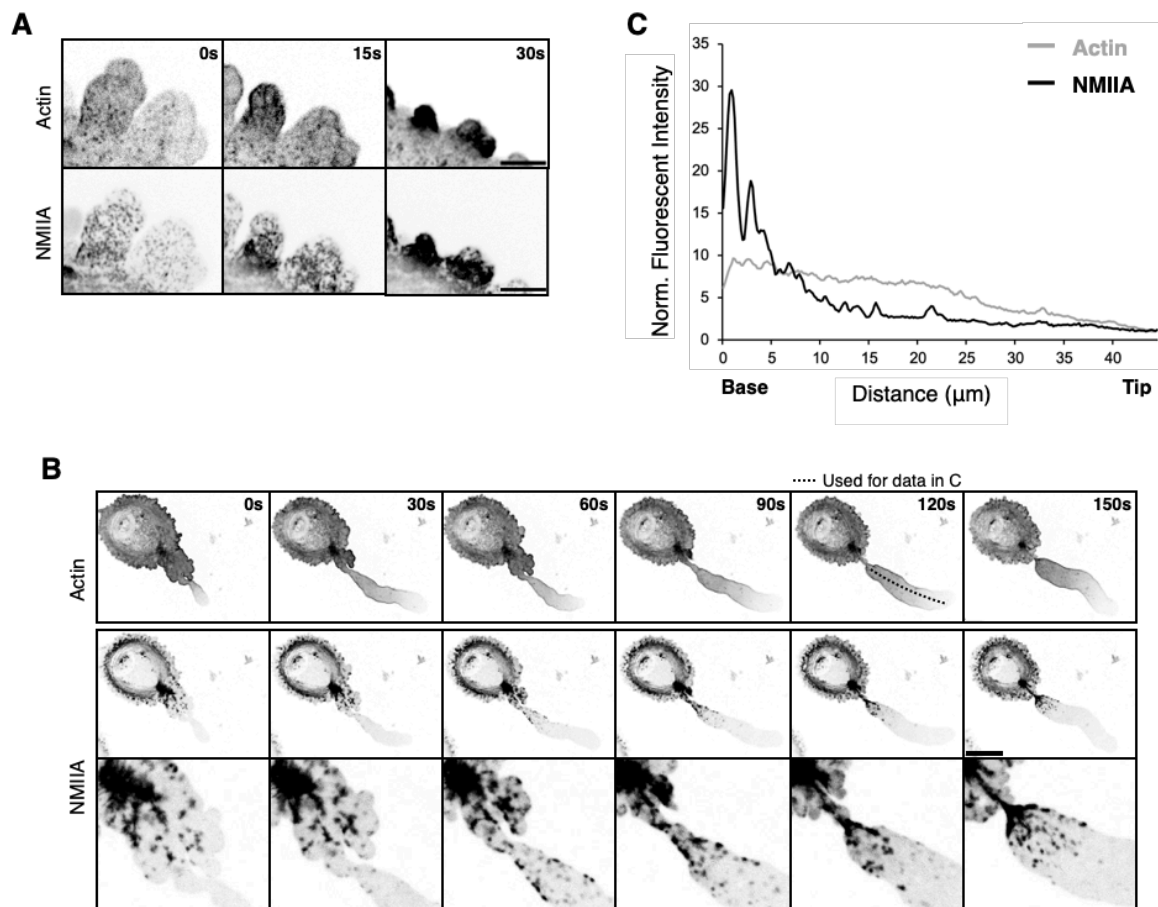 A
0s 15s 30s
Actin
NMIIA
C
Norm. Fluorescent Intensity
35
30
25
20
15
10
5
0
Actin
NMIIA
0 5 10 15 20 25 30 35 40
Base Distance (µm) Tip
B
Used for data in C
0s 30s 60s 90s 120s 150s
Actin
NMIIA